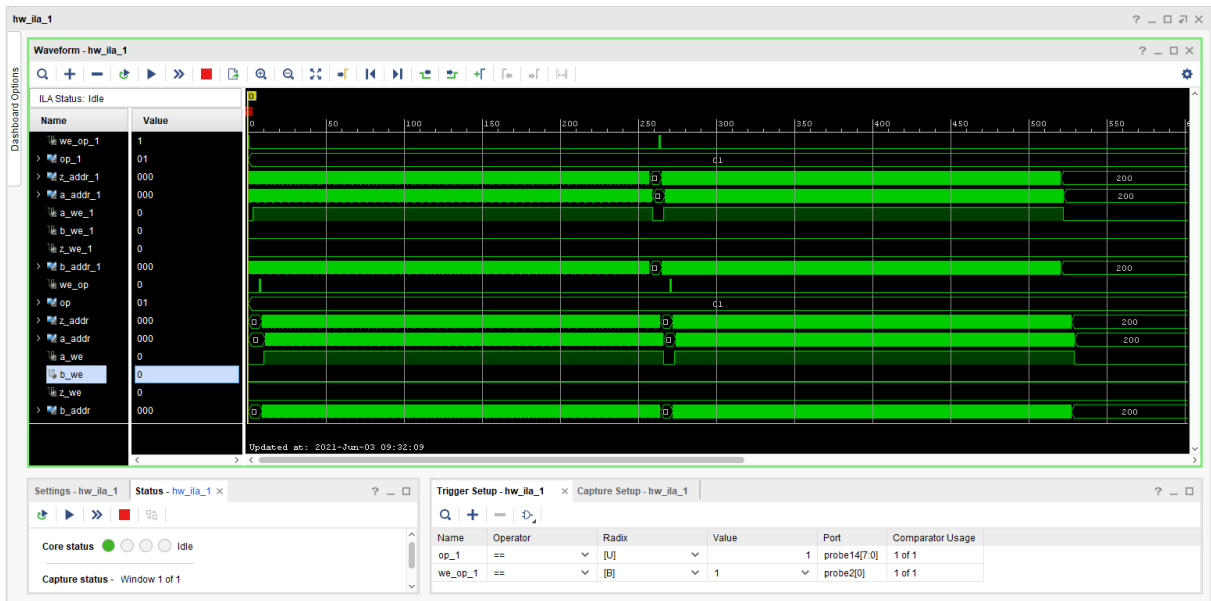 hw_ila_1
Dashboard Options
Waveform - hw_ila_1
ILA Status: Idle
Name Value
we_op_1 1
op_1 01
z_addr_1 000
a_addr_1 000
a_we_1 0
b_we_1 0
z_we_1 0
b_addr_1 000
we_op 0
op 01
z_addr 000
a_addr 000
a_we 0
b_we 0
z_we 0
b_addr 000
0
0 50 100 150 200 250 300 350 400 450 500 550
01
200
200
200
01
200
200
200
Updated at: 2021-Jun-03 09:32:09
Settings - hw_ila_1 Status - hw_ila_1
Core status Idle
Capture status - Window 1 of 1
Trigger Setup - hw_ila_1 Capture Setup - hw_ila_1
Name Operator Radix Value Port Comparator Usage
op_1 == [U] 1 probe14[7:0] 1 of 1
we_op_1 == [B] 1 probe2[0] 1 of 1